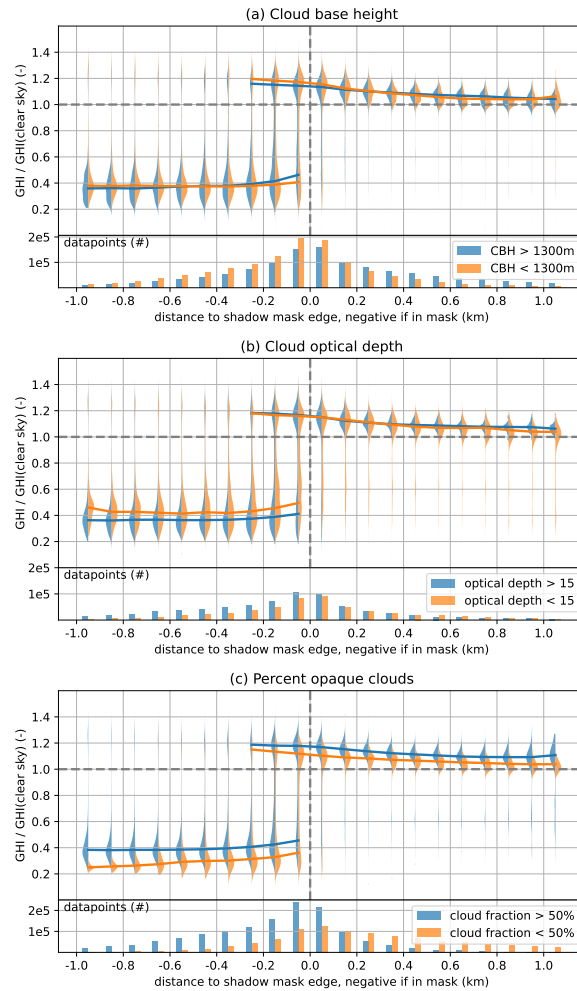 (a) Cloud base height
GHI / GHI(clear sky) (-)
1.4
1.2
1.0
0.8
0.6
0.4
0.2
datapoints (#)
2e5
1e5
CBH > 1300m
CBH < 1300m
-1.0 -0.8 -0.6 -0.4 -0.2 0.0 0.2 0.4 0.6 0.8 1.0
distance to shadow mask edge, negative if in mask (km)
(b) Cloud optical depth
GHI / GHI(clear sky) (-)
1.4
1.2
1.0
0.8
0.6
0.4
0.2
datapoints (#)
2e5
1e5
optical depth > 15
optical depth < 15
-1.0 -0.8 -0.6 -0.4 -0.2 0.0 0.2 0.4 0.6 0.8 1.0
distance to shadow mask edge, negative if in mask (km)
(c) Percent opaque clouds
GHI / GHI(clear sky) (-)
1.4
1.2
1.0
0.8
0.6
0.4
0.2
datapoints (#)
2e5
1e5
cloud fraction > 50%
cloud fraction < 50%
-1.0 -0.8 -0.6 -0.4 -0.2 0.0 0.2 0.4 0.6 0.8 1.0
distance to shadow mask edge, negative if in mask (km)